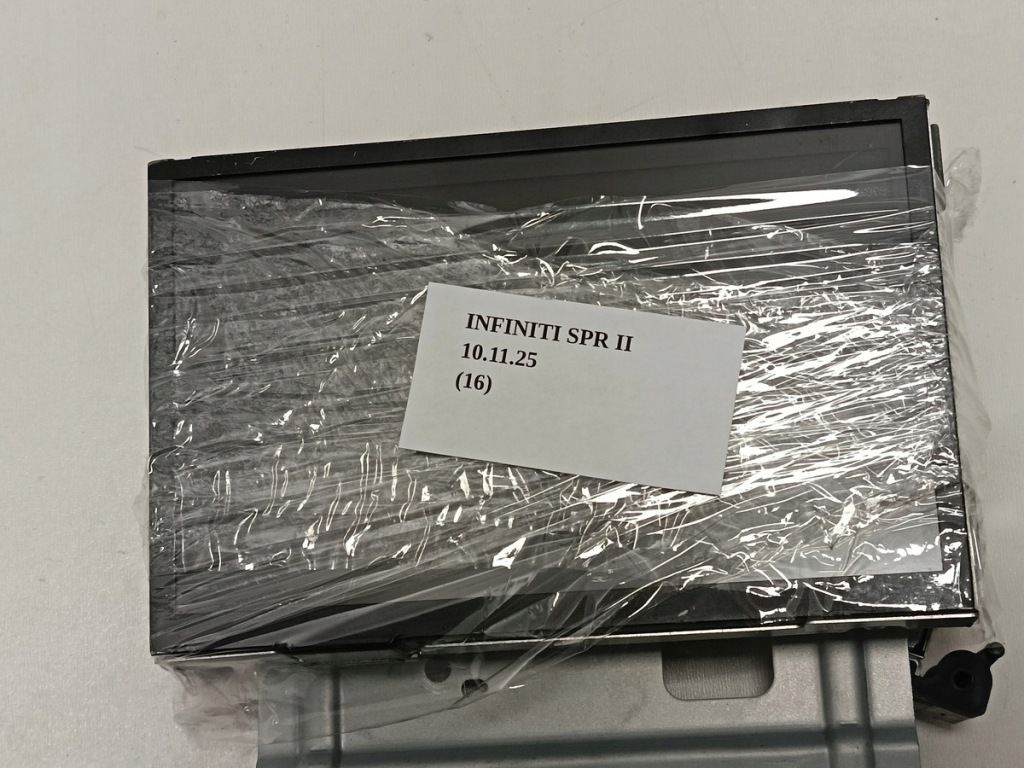 INFINITI SPR II
10.11.25
(16)